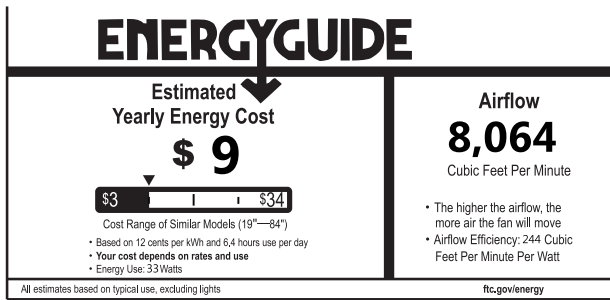 ENERGYGUIDE
Estimated
Yearly Energy Cost
$ 9
$3 $34
Cost Range of Similar Models (19"—84")
• Based on 12 cents per kWh and 6,4 hours use per day
• Your cost depends on rates and use
• Energy Use: 33Watts
Airflow
8,064
Cubic Feet Per Minute
• The higher the airflow, the
more air the fan will move
• Airflow Efficiency: 244 Cubic
Feet Per Minute Per Watt
All estimates based on typical use, excluding lights
ftc.gov/energy